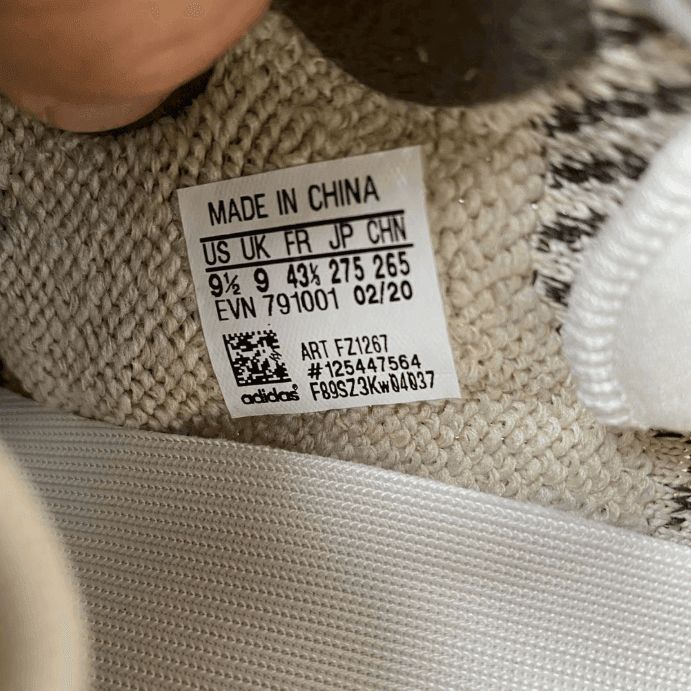 MADE IN CHINA
US UK FR JP CHN
9½ 9 43⅓ 275 265
EVN 791001 02/20
ART FZ1267
#125447564
F89SZ3Kw04037
adidas